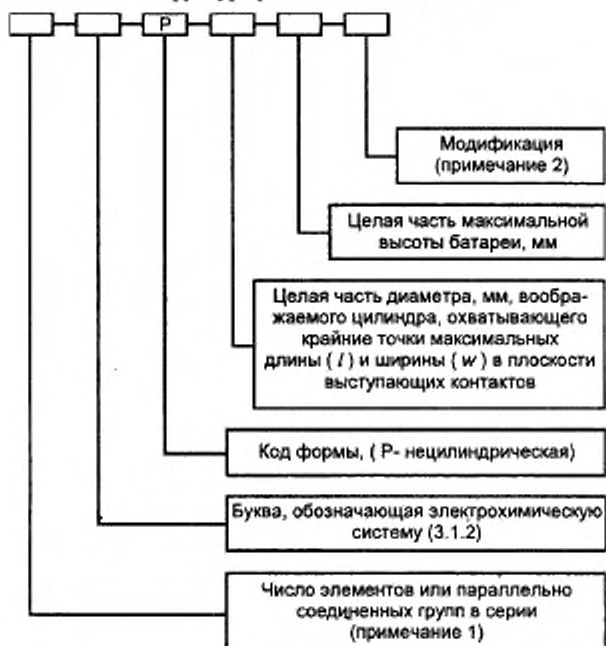 P
Модификация
(примечание 2)
Целая часть максимальной
высоты батареи, мм
Целая часть диаметра, мм, вообра-
жаемого цилиндра, охватывающего
крайние точки максимальных
длины ( l ) и ширины ( w ) в плоскости
выступающих контактов
Код формы, ( Р- нецилиндрическая)
Буква, обозначающая электрохимическую
систему (3.1.2)
Число элементов или параллельно
соединенных групп в серии
(примечание 1)